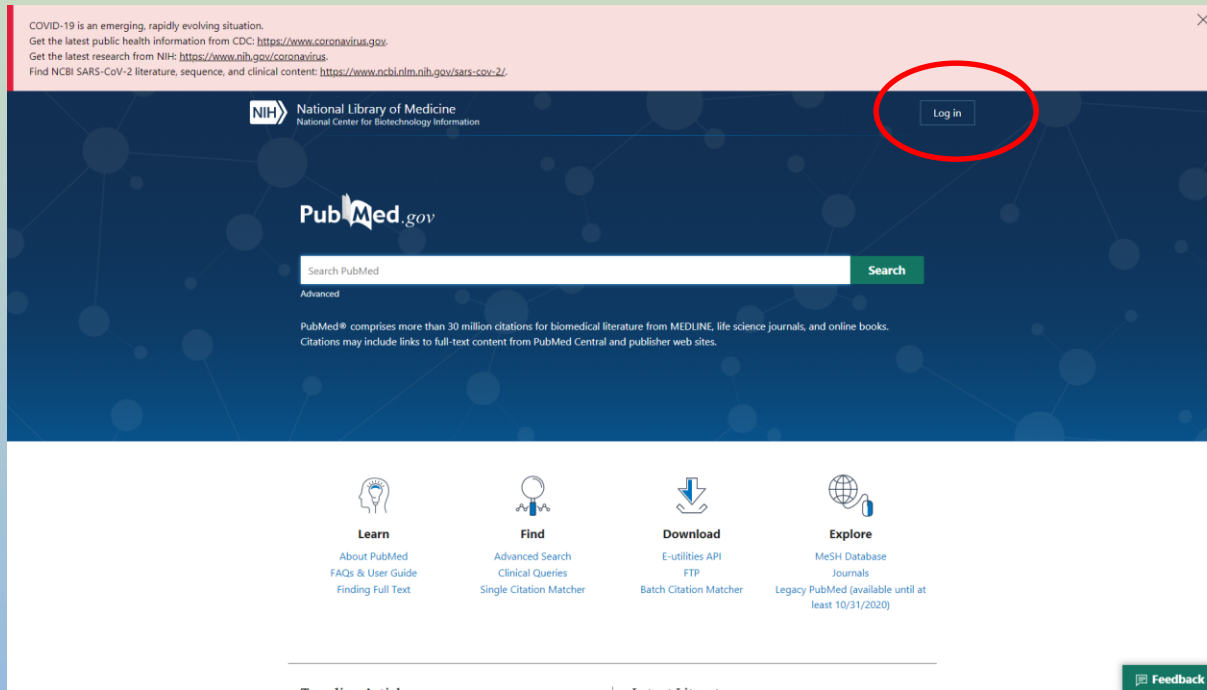 COVID-19 is an emerging, rapidly evolving situation.
Get the latest public health information from CDC: https://www.coronavirus.gov.
Get the latest research from NIH: https://www.nih.gov/coronavirus.
Find NCBI SARS-CoV-2 literature, sequence, and clinical content: https://www.ncbi.nlm.nih.gov/sars-cov-2/.
NIH
National Library of Medicine
National Center for Biotechnology Information
Log in
PubMed.gov
Search PubMed
Search
Advanced
PubMed® comprises more than 30 million citations for biomedical literature from MEDLINE, life science journals, and online books.
Citations may include links to full-text content from PubMed Central and publisher web sites.
Learn
About PubMed
FAQs & User Guide
Finding Full Text
Find
Advanced Search
Clinical Queries
Single Citation Matcher
Download
E-utilities API
FTP
Batch Citation Matcher
Explore
MeSH Database
Journals
Legacy PubMed (available until at
least 10/31/2020)
Feedback